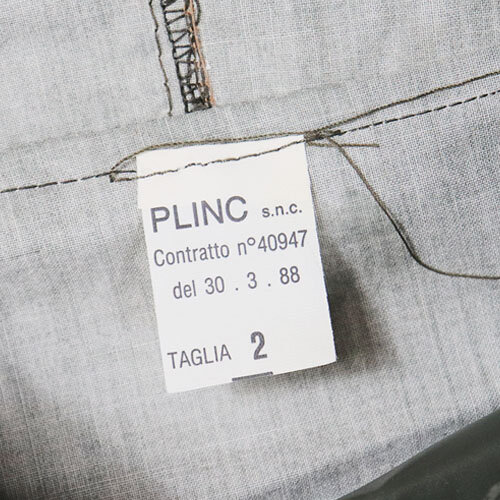 PLINC s.n.c.
Contratto n°40947
del 30 . 3 . 88
TAGLIA 2